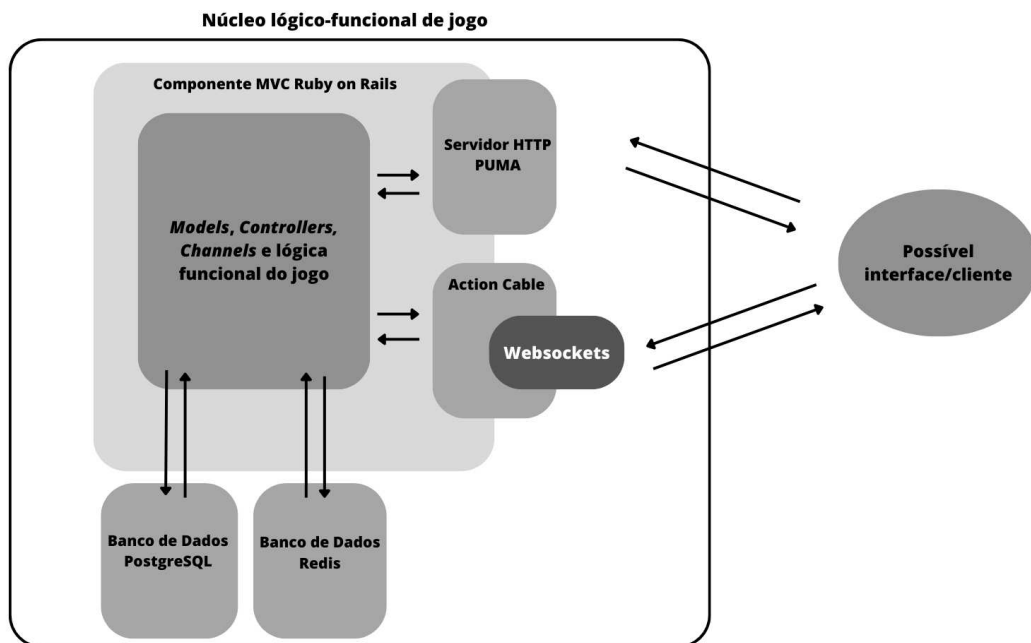 Núcleo lógico-funcional de jogo
Componente MVC Ruby on Rails
Servidor HTTP
PUMA
Models, Controllers,
Channels e lógica
funcional do jogo
Action Cable
Websockets
Possível
interface/cliente
Banco de Dados
PostgreSQL
Banco de Dados
Redis